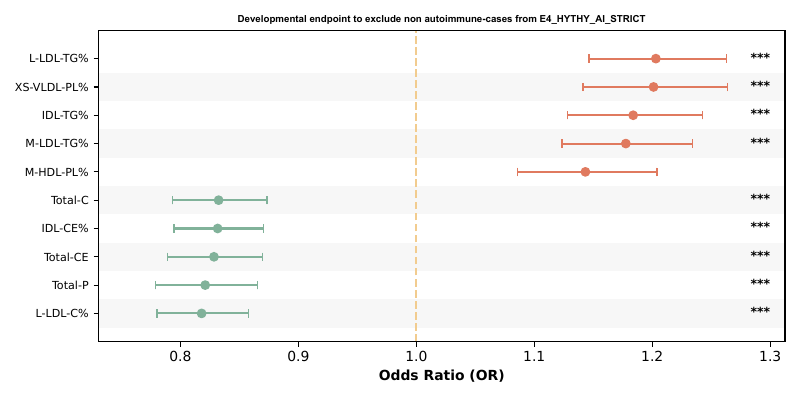 Developmental endpoint to exclude non autoimmune-cases from E4_HYTHY_AI_STRICT
L-LDL-TG% ***
XS-VLDL-PL% ***
IDL-TG% ***
M-LDL-TG% ***
M-HDL-PL%
Total-C ***
IDL-CE% ***
Total-CE ***
Total-P ***
L-LDL-C% ***
0.8 0.9 1.0 1.1 1.2 1.3
Odds Ratio (OR)